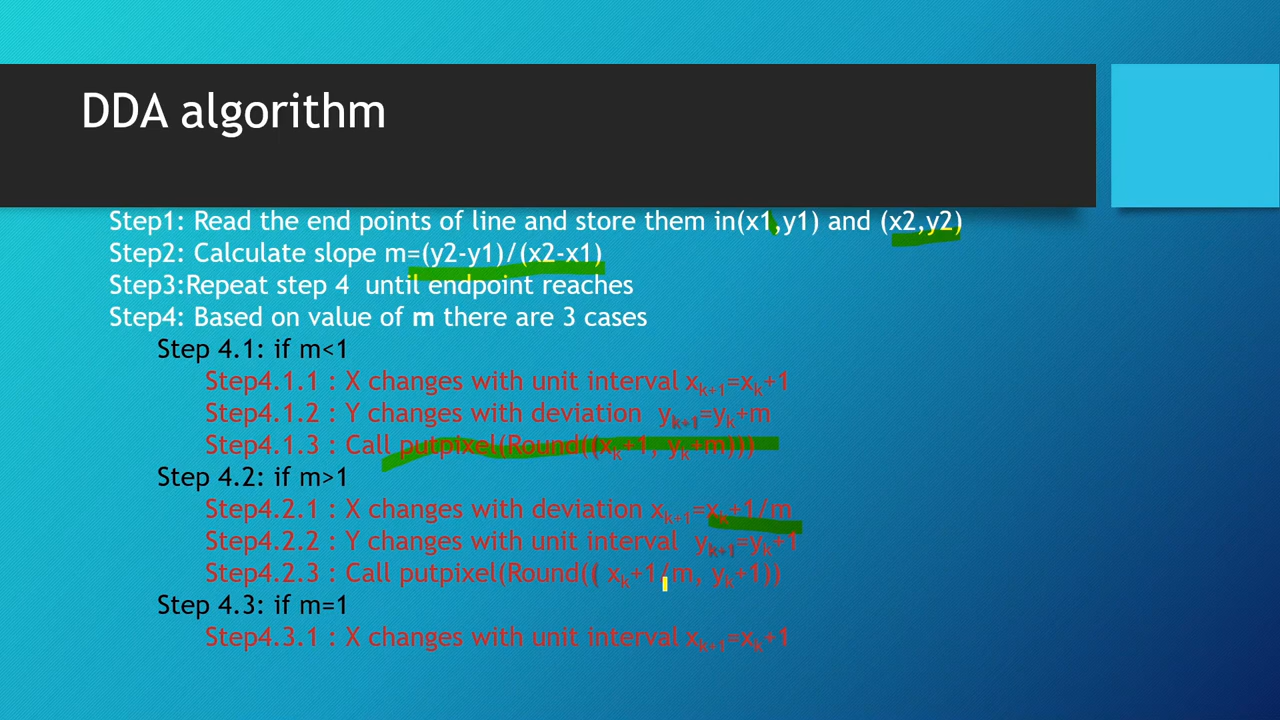 DDA algorithm
Step1: Read the end points of line and store them in(x1,y1) and (x2,y2)
Step2: Calculate slope m=(y2-y1)/(x2-x1)
Step3:Repeat step 4 until endpoint reaches
Step4: Based on value of m there are 3 cases
Step 4.1: if m<1
Step4.1.1 : X changes with unit interval xₖ₊₁=xₖ+1
Step4.1.2 : Y changes with deviation yₖ₊₁=yₖ+m
Step4.1.3 : Call putpixel(Round((xₖ+1, yₖ+m)))
Step 4.2: if m>1
Step4.2.1 : X changes with deviation xₖ₊₁=xₖ+1/m
Step4.2.2 : Y changes with unit interval yₖ₊₁=yₖ+1
Step4.2.3 : Call putpixel(Round(( xₖ+1/m, yₖ+1))
Step 4.3: if m=1
Step4.3.1 : X changes with unit interval xₖ₊₁=xₖ+1